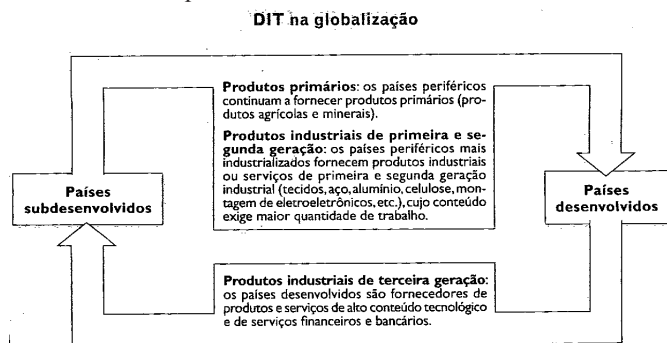 DIT na globalização
Produtos primários: os países periféricos
continuam a fornecer produtos primários (pro-
dutos agrícolas e minerais).
Produtos industriais de primeira e se-
gunda geração: os países periféricos mais
industrializados fornecem produtos industriais
ou serviços de primeira e segunda geração
industrial (tecidos, aço, alumínio, celulose, mon-
tagem de eletroeletrônicos, etc.), cujo conteúdo
exige maior quantidade de trabalho.
Países
subdesenvolvidos
Países
desenvolvidos
Produtos industriais de terceira geração:
os países desenvolvidos são fornecedores de
produtos e serviços de alto conteúdo tecnológico
e de serviços financeiros e bancários.